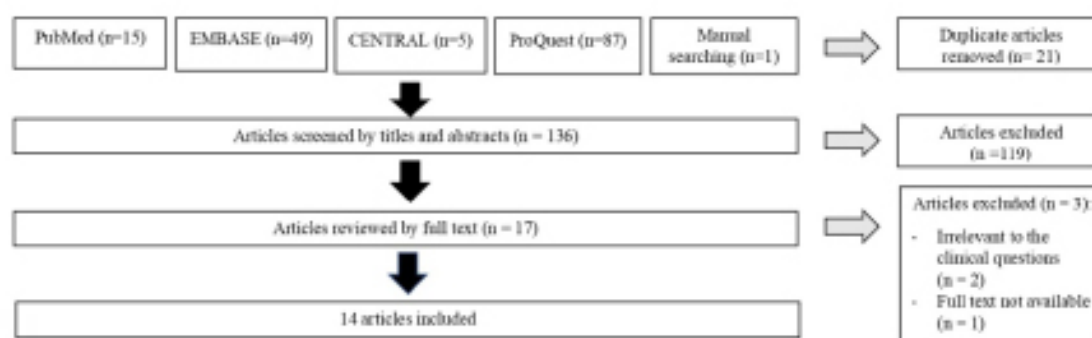 PubMed (n=15)
EMBASE (n=49)
CENTRAL (n=5)
ProQuest (n=87)
Manual
searching (n=1)
Duplicate articles
removed (n= 21)
Articles screened by titles and abstracts (n = 136)
Articles excluded
(n =119)
Articles reviewed by full text (n = 17)
Articles excluded (n = 3):
- Irrelevant to the
clinical questions
(n = 2)
- Full text not available
(n = 1)
14 articles included